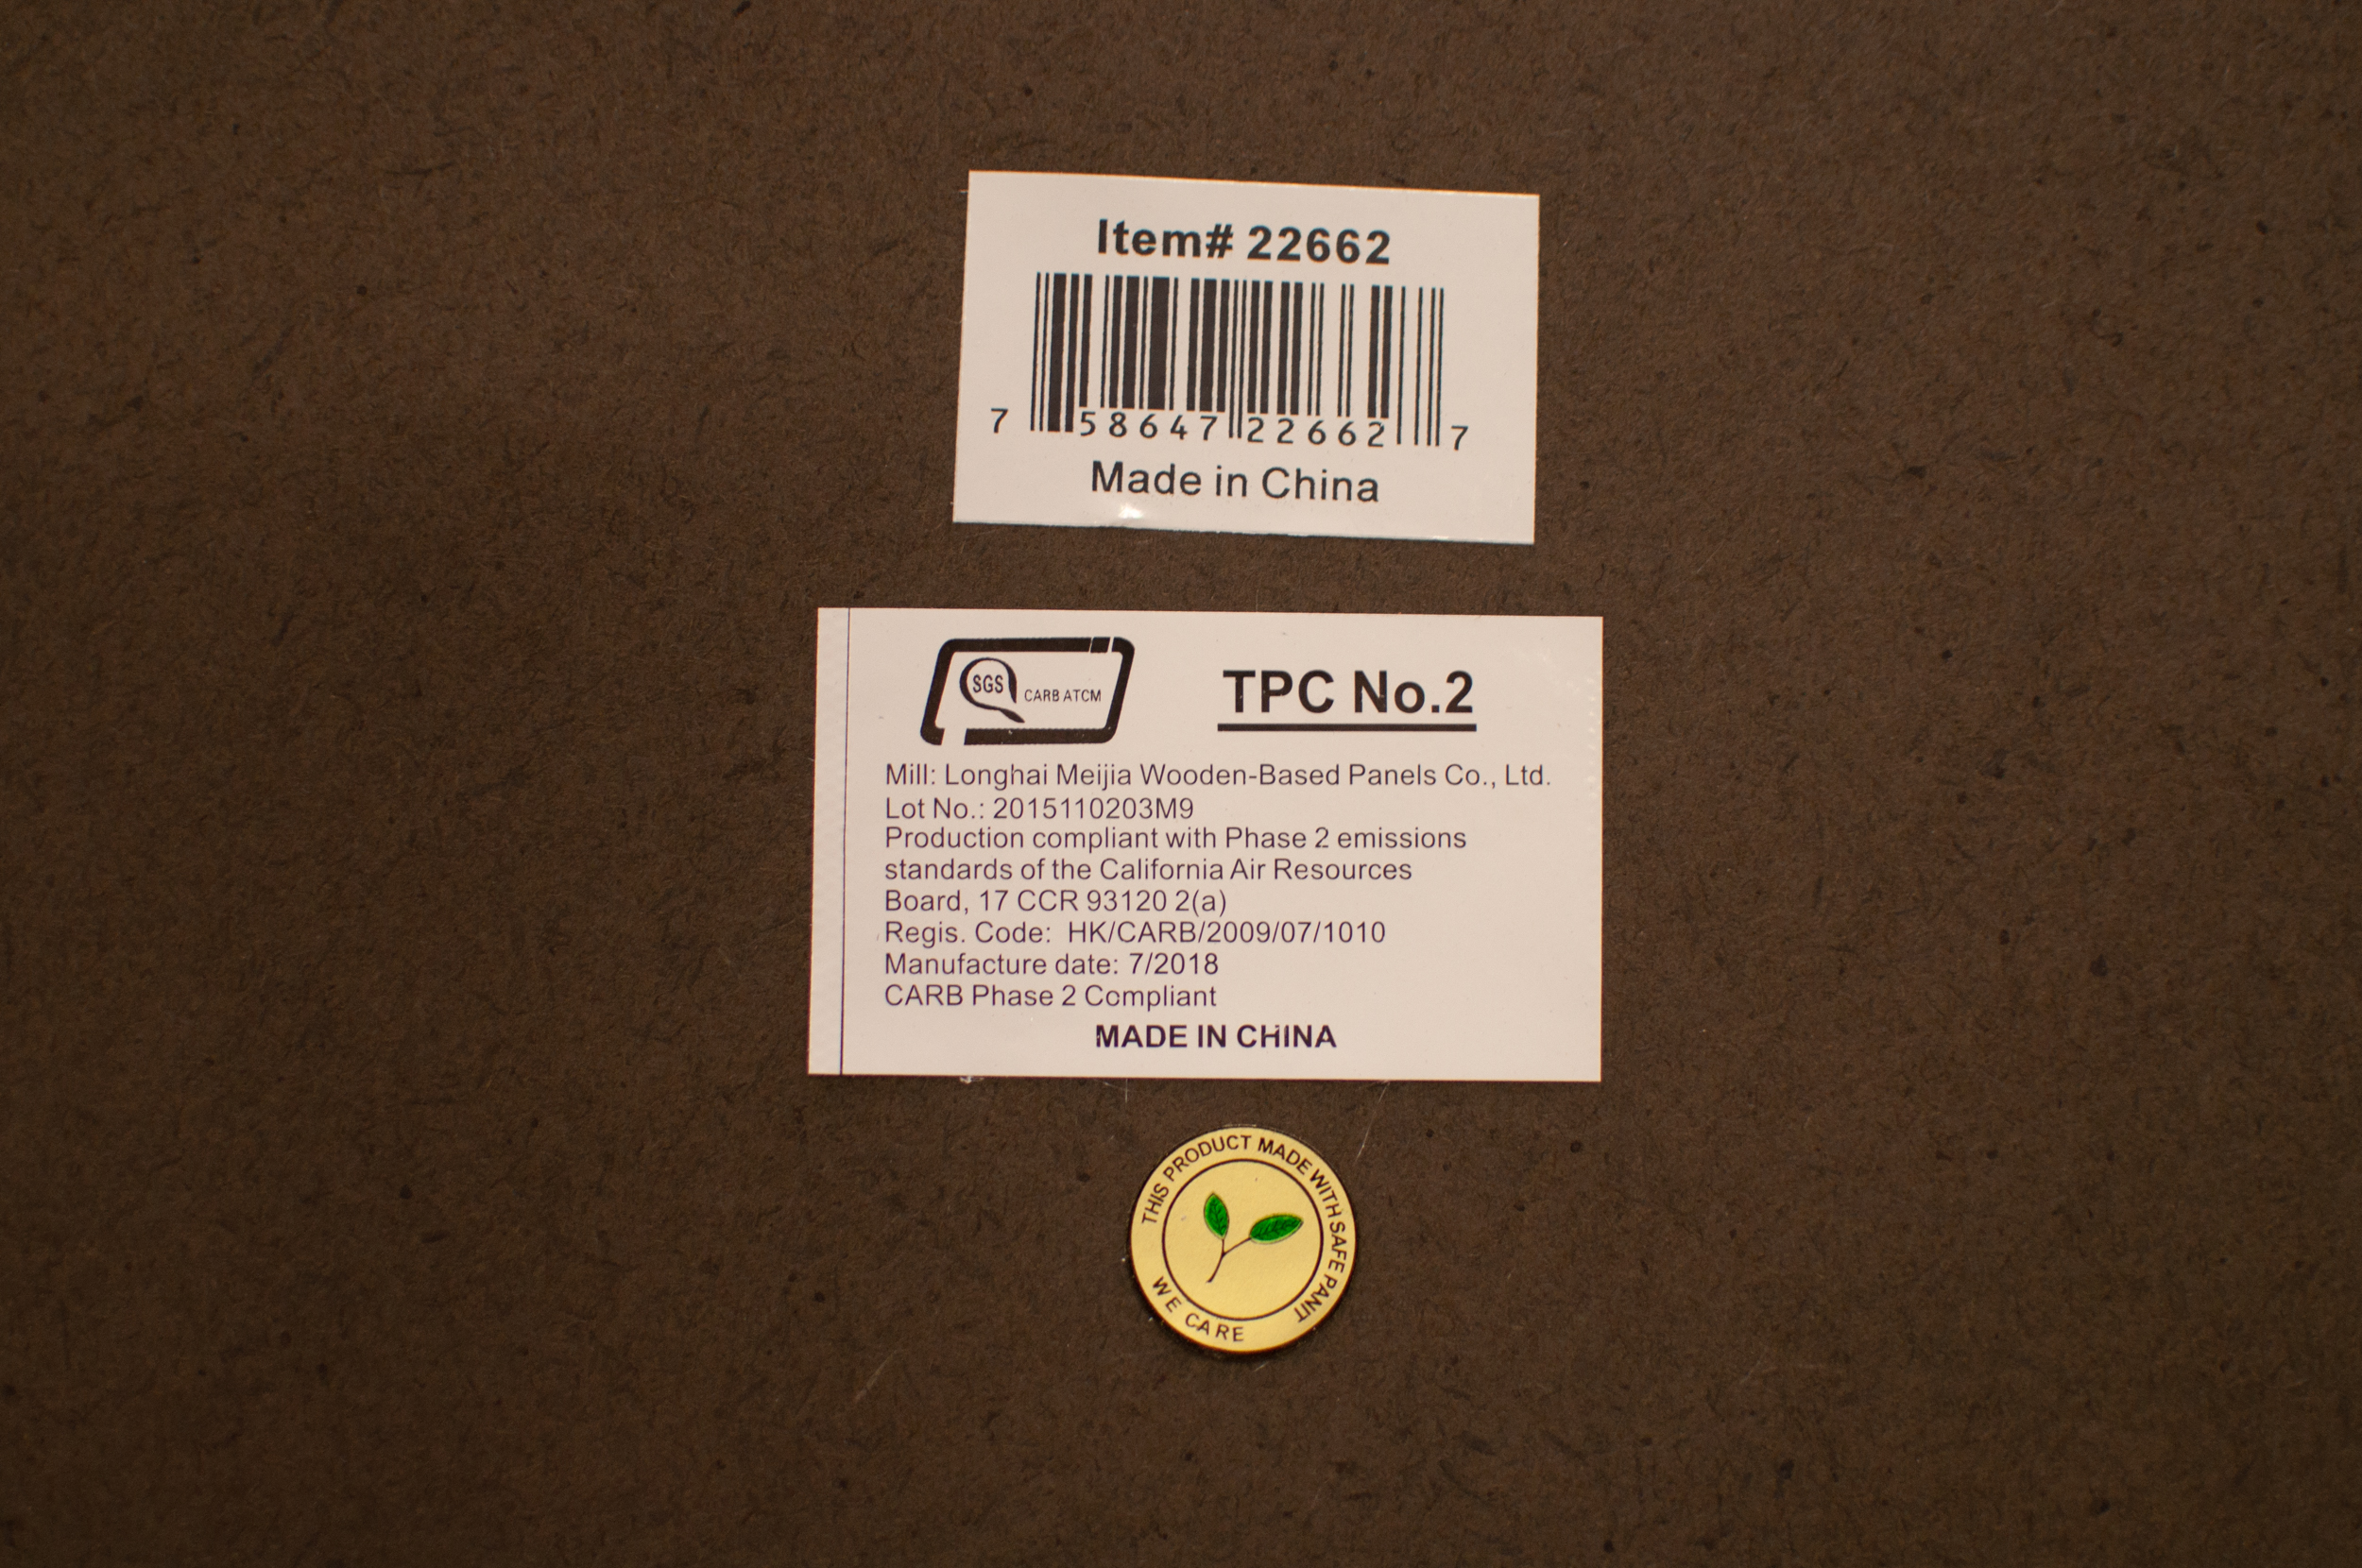 Item# 22662
7 58647 22662 7
Made in China
SGS CARB ATCM
TPC No.2
Mill: Longhai Meijia Wooden-Based Panels Co., Ltd.
Lot No.: 2015110203M9
Production compliant with Phase 2 emissions
standards of the California Air Resources
Board, 17 CCR 93120 2(a)
Regis. Code: HK/CARB/2009/07/1010
Manufacture date: 7/2018
CARB Phase 2 Compliant
MADE IN CHINA
THIS PRODUCT MADE WITH SAFE PANIT
WE CARE